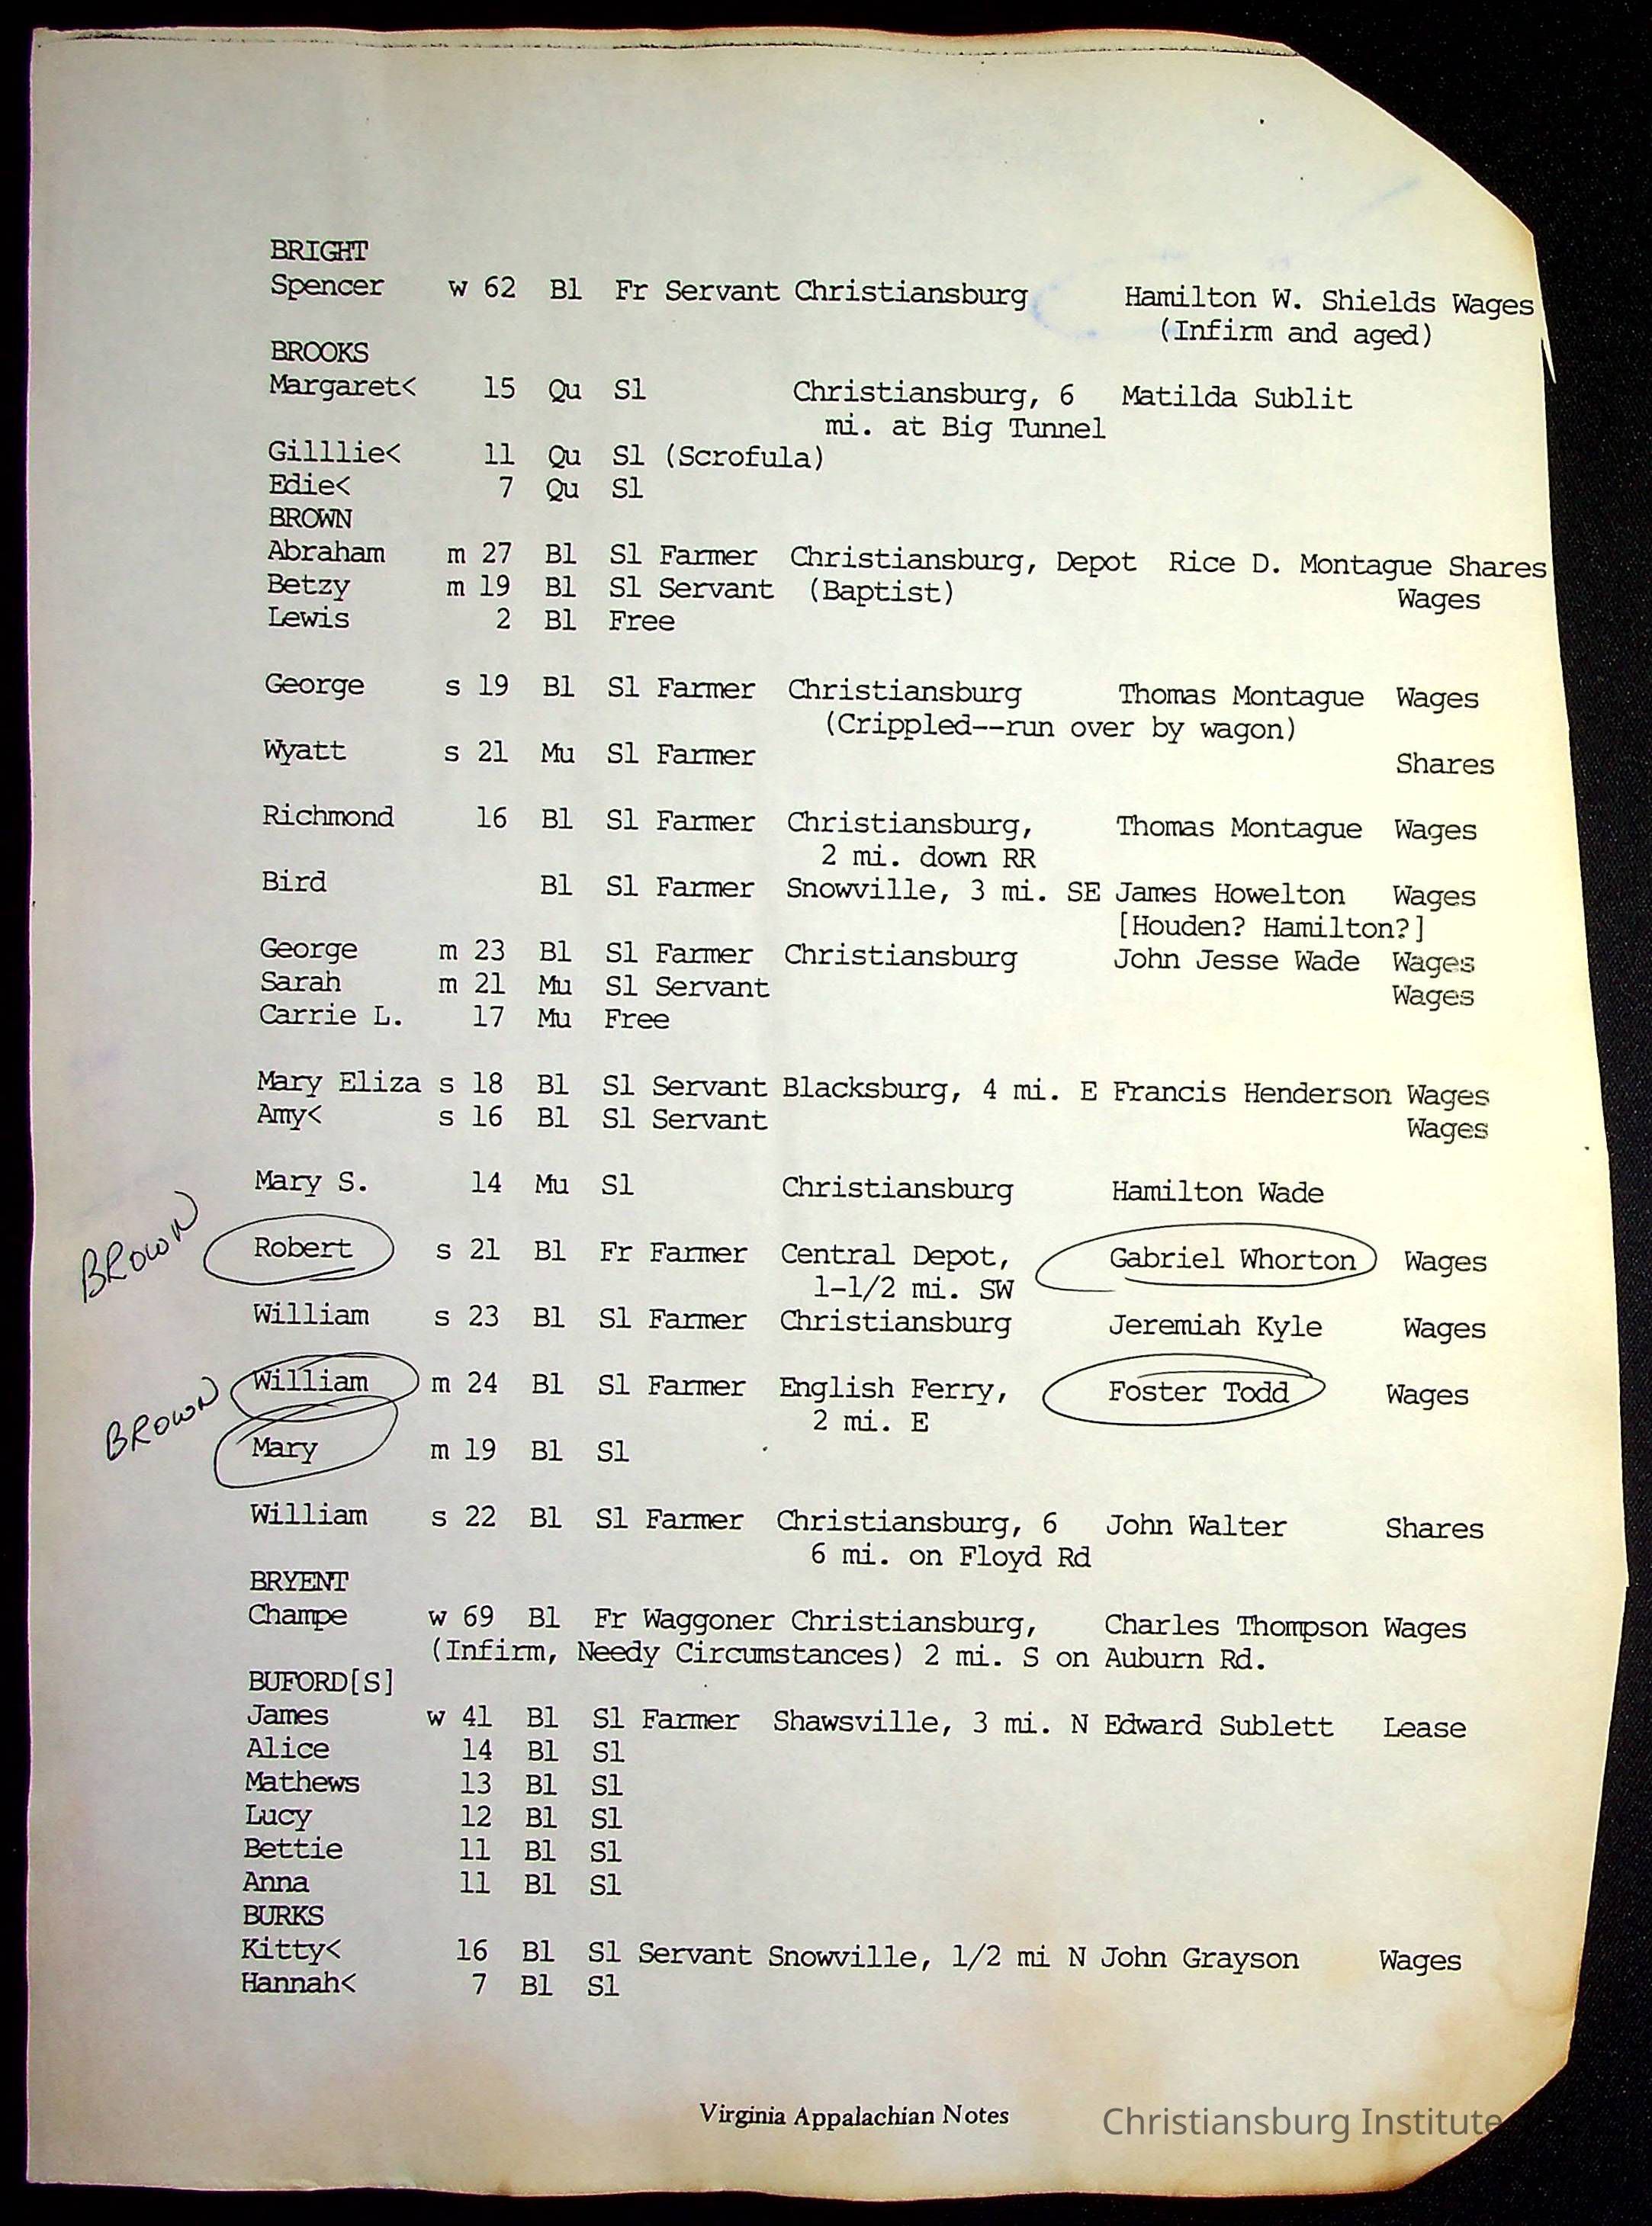 BRIGHT
Spencer w 62 Bl Fr Servant Christiansburg Hamilton W. Shields Wages
(Infirm and aged)
BROOKS
Margaret< 15 Qu Sl Christiansburg, 6 Matilda Sublit
mi. at Big Tunnel
Gilllie< 11 Qu Sl (Scrofula)
Edie< 7 Qu Sl
BROWN
Abraham m 27 Bl Sl Farmer Christiansburg, Depot Rice D. Montague Shares
Betzy m 19 Bl Sl Servant (Baptist) Wages
Lewis 2 Bl Free
George s 19 Bl Sl Farmer Christiansburg Thomas Montague Wages
(Crippled--run over by wagon)
Wyatt s 21 Mu Sl Farmer Shares
Richmond 16 Bl Sl Farmer Christiansburg, Thomas Montague Wages
2 mi. down RR
Bird Bl Sl Farmer Snowville, 3 mi. SE James Howelton Wages
[Houden? Hamilton?]
George m 23 Bl Sl Farmer Christiansburg John Jesse Wade Wages
Sarah m 21 Mu Sl Servant Wages
Carrie L. 17 Mu Free
Mary Eliza s 18 Bl Sl Servant Blacksburg, 4 mi. E Francis Henderson Wages
Amy< s 16 Bl Sl Servant Wages
Mary S. 14 Mu Sl Christiansburg Hamilton Wade
BROWN Robert s 21 Bl Fr Farmer Central Depot, Gabriel Whorton Wages
1-1/2 mi. SW
William s 23 Bl Sl Farmer Christiansburg Jeremiah Kyle Wages
BROWN William m 24 Bl Sl Farmer English Ferry, Foster Todd Wages
2 mi. E
Mary m 19 Bl Sl
William s 22 Bl Sl Farmer Christiansburg, 6 John Walter Shares
6 mi. on Floyd Rd
BRYENT
Champe w 69 Bl Fr Waggoner Christiansburg, Charles Thompson Wages
(Infirm, Needy Circumstances) 2 mi. S on Auburn Rd.
BUFORD[S]
James w 41 Bl Sl Farmer Shawsville, 3 mi. N Edward Sublett Lease
Alice 14 Bl Sl
Mathews 13 Bl Sl
Lucy 12 Bl Sl
Bettie 11 Bl Sl
Anna 11 Bl Sl
BURKS
Kitty< 16 Bl Sl Servant Snowville, 1/2 mi N John Grayson Wages
Hannah< 7 Bl Sl
Virginia Appalachian Notes
Christiansburg Institute